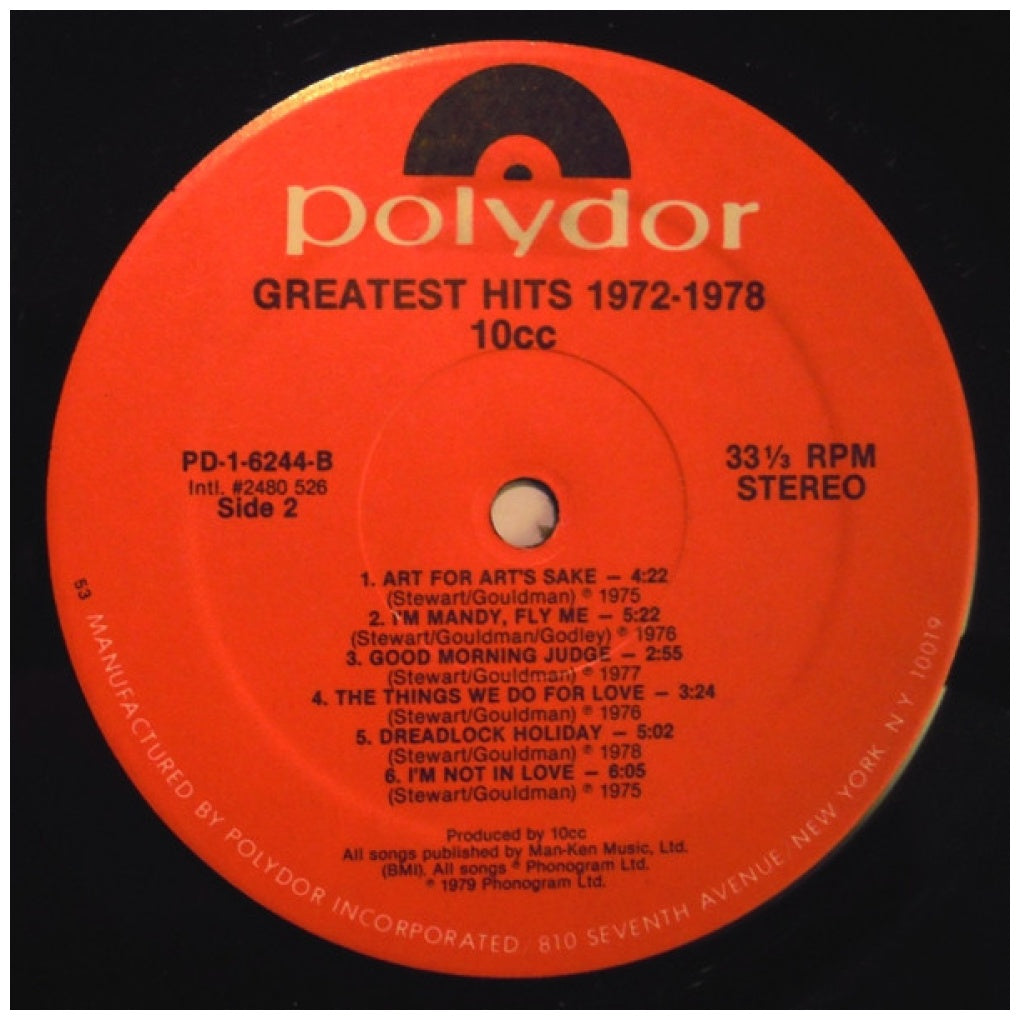 polydor
GREATEST HITS 1972-1978
10cc
PD-1-6244-B
Intl. #2480 526
Side 2
33⅓ RPM
STEREO
1. ART FOR ART'S SAKE — 4:22
(Stewart/Gouldman) ℗ 1975
2. I'M MANDY, FLY ME — 5:22
(Stewart/Gouldman/Godley) ℗ 1976
3. GOOD MORNING JUDGE — 2:55
(Stewart/Gouldman) ℗ 1977
4. THE THINGS WE DO FOR LOVE — 3:24
(Stewart/Gouldman) ℗ 1976
5. DREADLOCK HOLIDAY — 5:02
(Stewart/Gouldman) ℗ 1978
6. I'M NOT IN LOVE — 6:05
(Stewart/Gouldman) ℗ 1975
Produced by 10cc
All songs published by Man-Ken Music, Ltd.
(BMI). All songs ℗ Phonogram Ltd.
℗ 1979 Phonogram Ltd.
53 MANUFACTURED BY POLYDOR INCORPORATED / 810 SEVENTH AVENUE / NEW YORK, N.Y. 10019